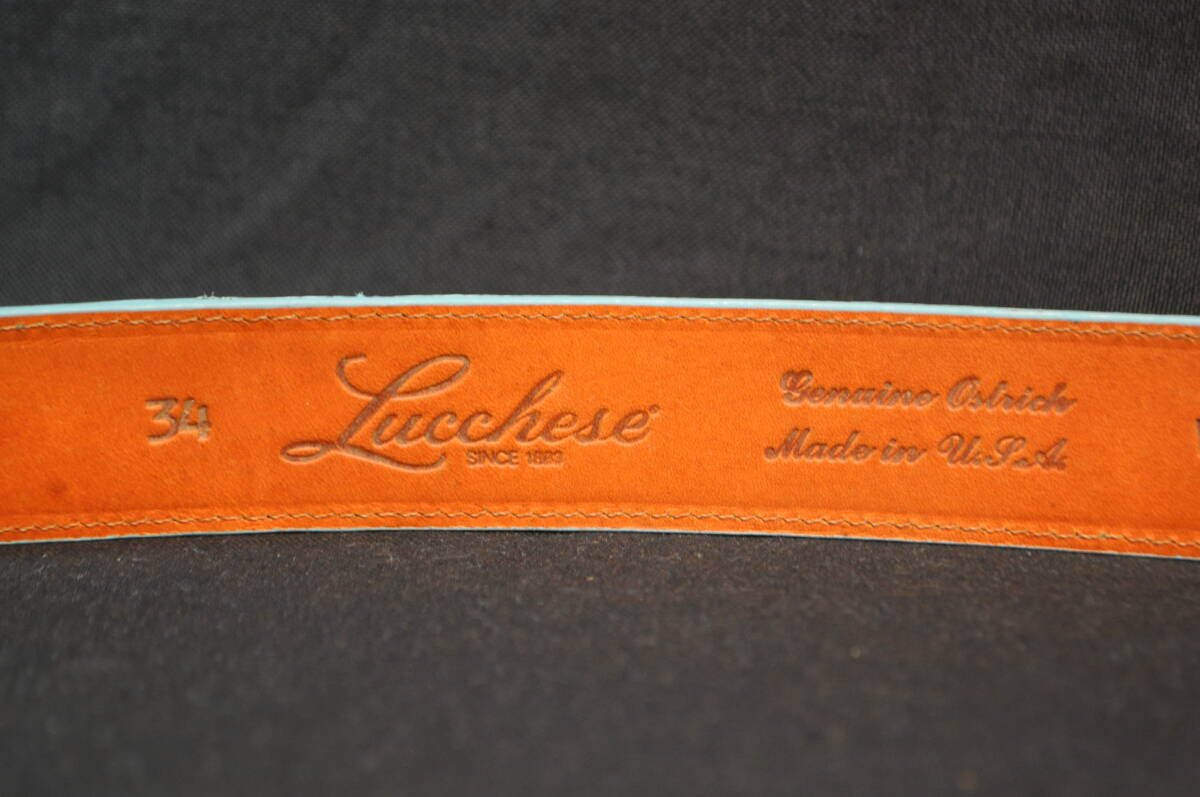 34
Lucchese
SINCE 1883
Genuine Ostrich
Made in U.S.A.